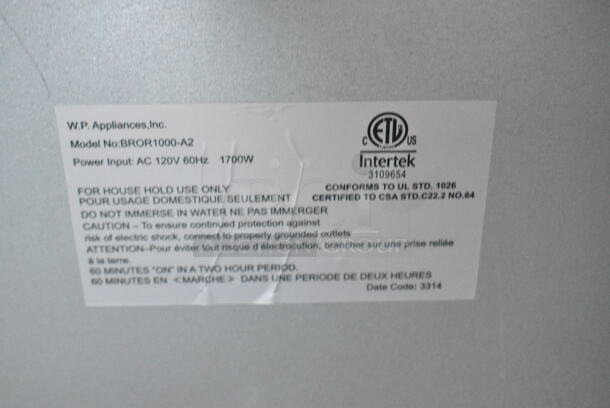 W.P. Appliances,Inc.
Model No:BROR1000-A2
Power Input: AC 120V 60Hz 1700W
C ETL US
Intertek
3109654
FOR HOUSE HOLD USE ONLY
CONFORMS TO UL STD. 1026
POUR USAGE DOMESTIQUE SEULEMENT
CERTIFIED TO CSA STD.C22.2 NO.64
DO NOT IMMERSE IN WATER NE PAS IMMERGER
CAUTION – To ensure continued protection against
risk of electric shock, connect to properly grounded outlets
ATTENTION–Pour éviter tout risque d'électrocution, brancher sur une prise reliée
à la terre.
60 MINUTES "ON" IN A TWO HOUR PERIOD.
60 MINUTES EN <MARCHE> DANS UNE PERIODE DE DEUX HEURES
Date Code: 3314